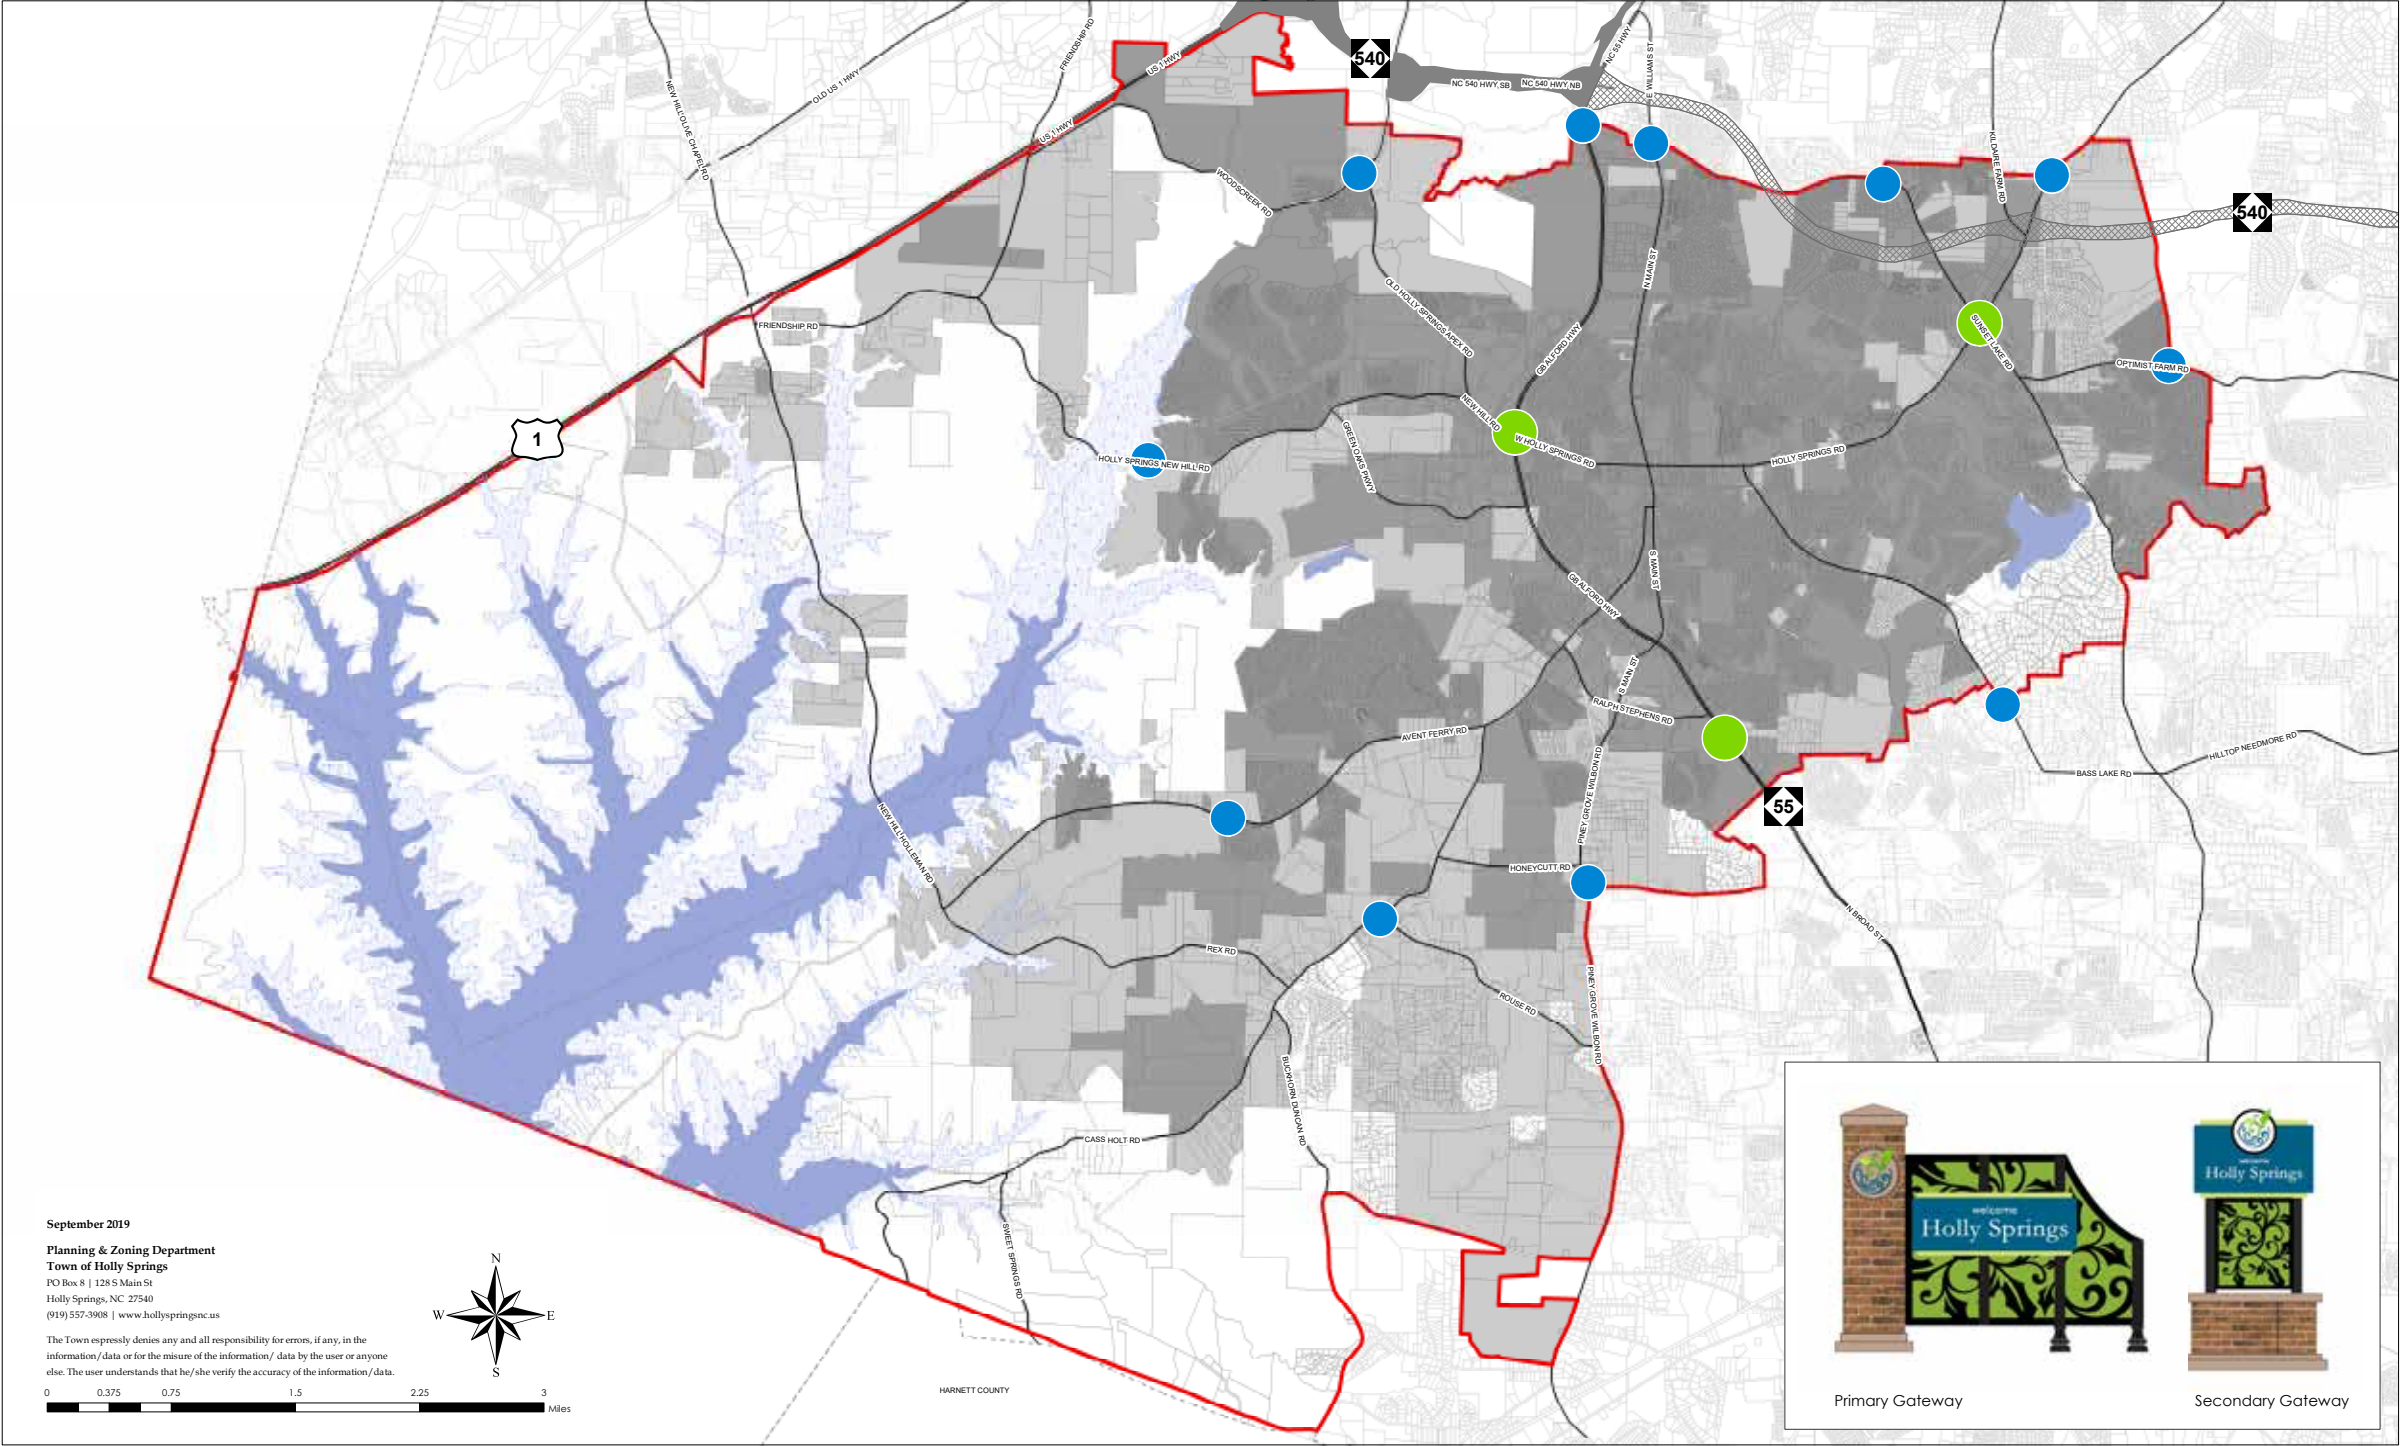 FRIENDSHIP RD
US 1 HWY
540
NC 55 HWY
E WILLIAMS ST
OLD US 1 HWY
NEW HILL OLIVE CHAPEL RD
NC 540 HWY SB
NC 540 HWY NB
US 1 HWY
KILDAIRE FARM RD
WOODSCREEK RD
540
N MAIN ST
OLD HOLLY SPRINGS APEX RD
FRIENDSHIP RD
GB ALFORD HWY
SUNSET LAKE RD
OPTIMIST FARM RD
1
NEW HILL RD
W HOLLY SPRINGS RD
GREEN OAKS PKWY
HOLLY SPRINGS RD
HOLLY SPRINGS NEW HILL RD
S MAIN ST
GB ALFORD HWY
S MAIN ST
RALPH STEPHENS RD
AVENT FERRY RD
HILLTOP NEEDMORE RD
BASS LAKE RD
PINEY GROVE WILBON RD
55
NEW HILL HOLLEMAN RD
HONEYCUTT RD
N BROAD ST
REX RD
ROUSE RD
PINEY GROVE WILBON RD
BUCKHORN DUNCAN RD
CASS HOLT RD
SWEET SPRINGS RD
HARNETT COUNTY
September 2019
Planning & Zoning Department
Town of Holly Springs
PO Box 8 | 128 S Main St
Holly Springs, NC 27540
(919) 557-3908 | www.hollyspringsnc.us
The Town espressly denies any and all responsibility for errors, if any, in the
information/data or for the misure of the information/ data by the user or anyone
else. The user understands that he/she verify the accuracy of the information/data.
N
W
E
S
0 0.375 0.75 1.5 2.25 3
Miles
welcome
Holly Springs
welcome
Holly Springs
Primary Gateway
Secondary Gateway